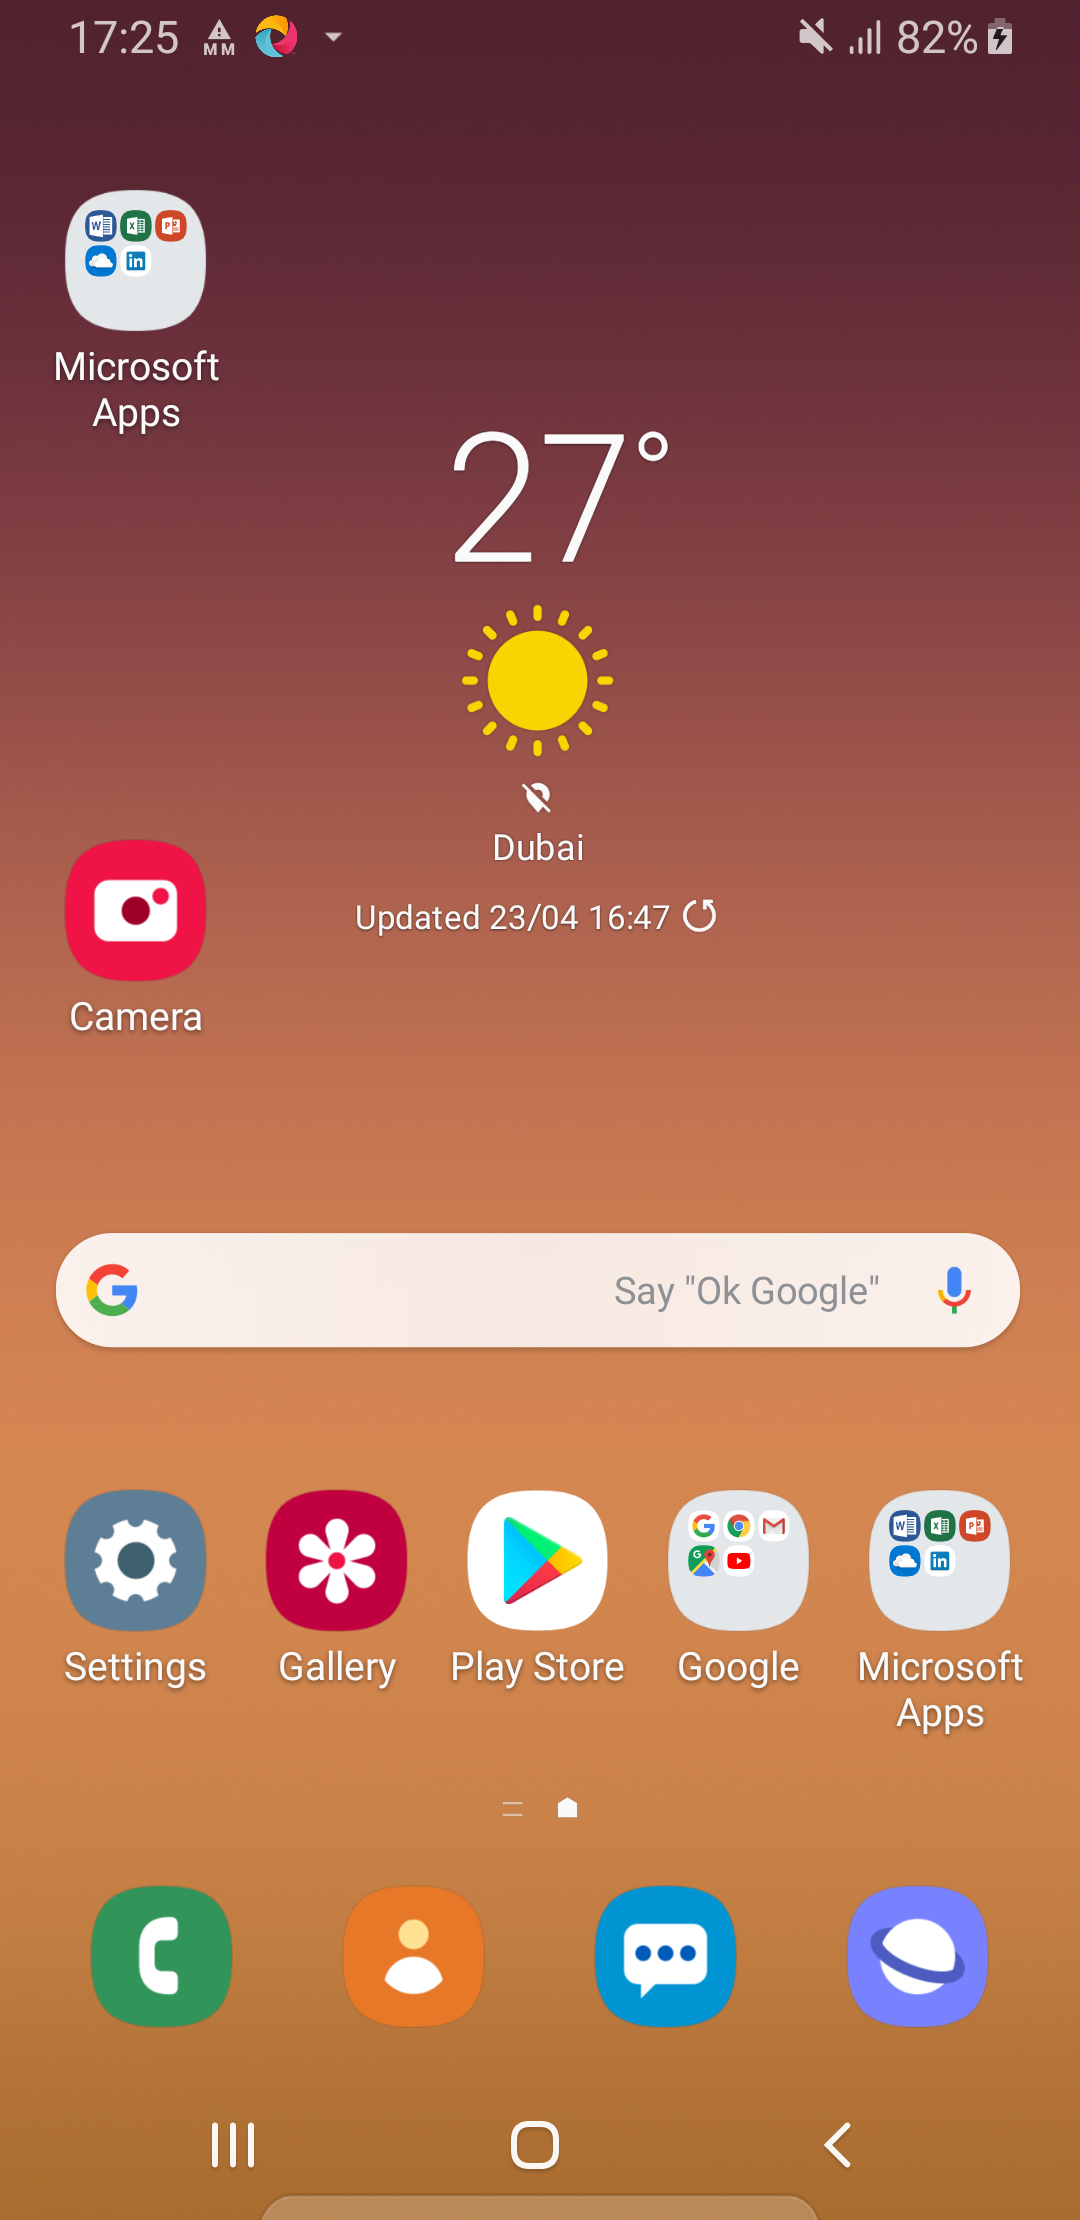 17:25
MM
82%
Microsoft
Apps
27°
Dubai
Updated 23/04 16:47
Camera
Say "Ok Google"
Settings
Gallery
Play Store
Google
Microsoft
Apps